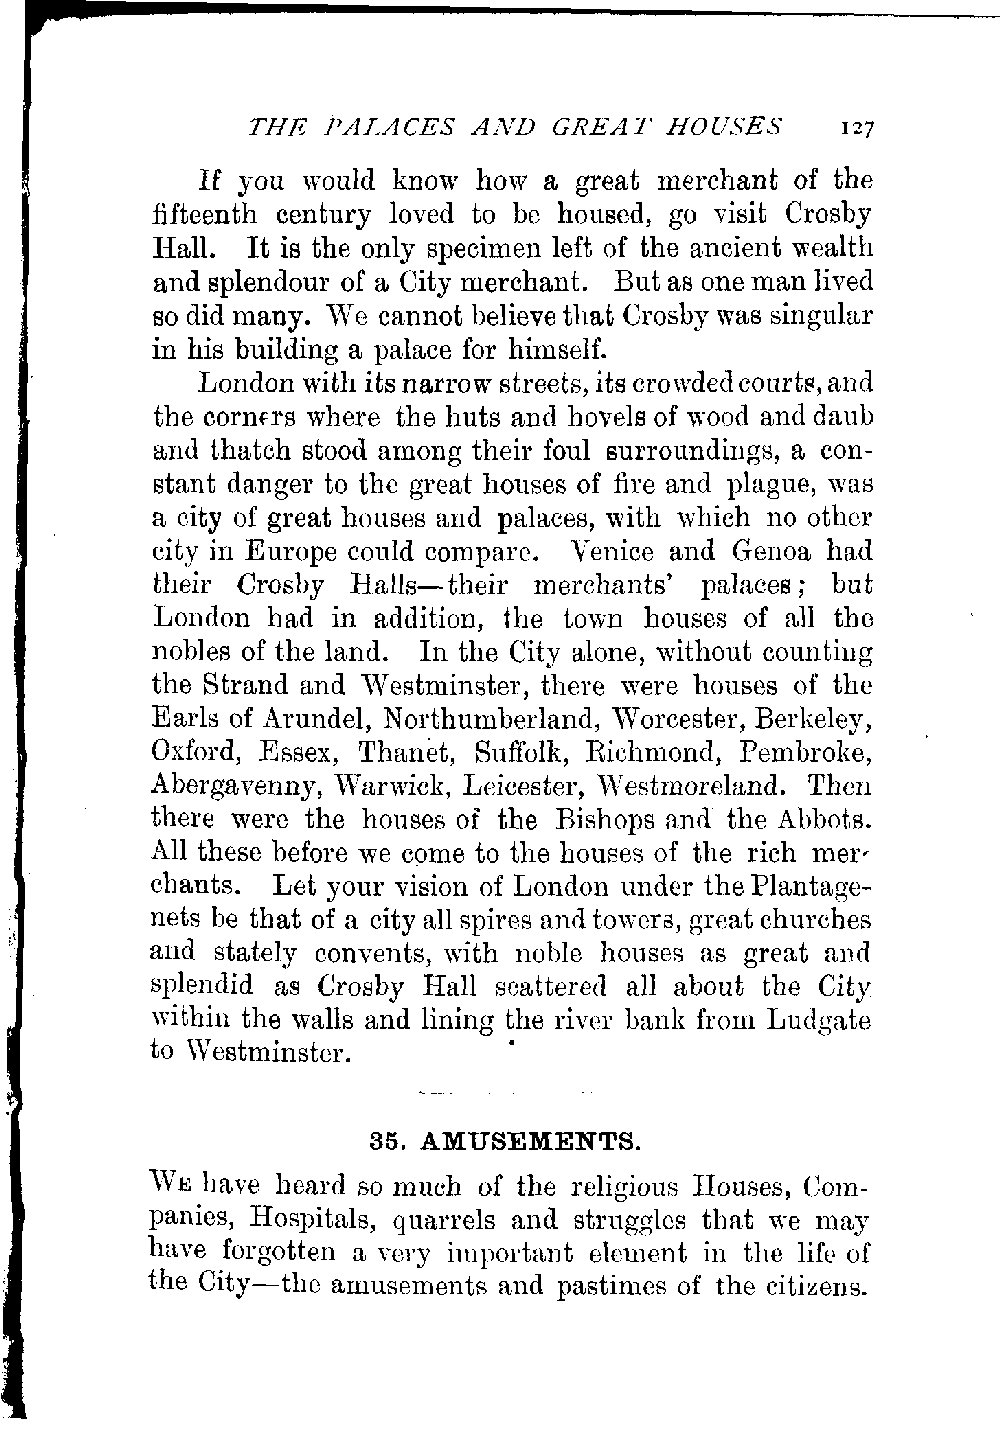 THE PALACES AND GREAT HOUSES 127
If you would know how a great merchant of the
fifteenth century loved to be housed, go visit Crosby
Hall. It is the only specimen left of the ancient wealth
and splendour of a City merchant. But as one man lived
so did many. We cannot believe that Crosby was singular
in his building a palace for himself.
London with its narrow streets, its crowded courts, and
the corners where the huts and hovels of wood and daub
and thatch stood among their foul surroundings, a con-
stant danger to the great houses of fire and plague, was
a city of great houses and palaces, with which no other
city in Europe could compare. Venice and Genoa had
their Crosby Halls—their merchants' palaces; but
London had in addition, the town houses of all the
nobles of the land. In the City alone, without counting
the Strand and Westminster, there were houses of the
Earls of Arundel, Northumberland, Worcester, Berkeley,
Oxford, Essex, Thanet, Suffolk, Richmond, Pembroke,
Abergavenny, Warwick, Leicester, Westmoreland. Then
there were the houses of the Bishops and the Abbots.
All these before we come to the houses of the rich mer-
chants. Let your vision of London under the Plantage-
nets be that of a city all spires and towers, great churches
and stately convents, with noble houses as great and
splendid as Crosby Hall scattered all about the City
within the walls and lining the river bank from Ludgate
to Westminster.
35. AMUSEMENTS.
WE have heard so much of the religious Houses, Com-
panies, Hospitals, quarrels and struggles that we may
have forgotten a very important element in the life of
the City—the amusements and pastimes of the citizens.